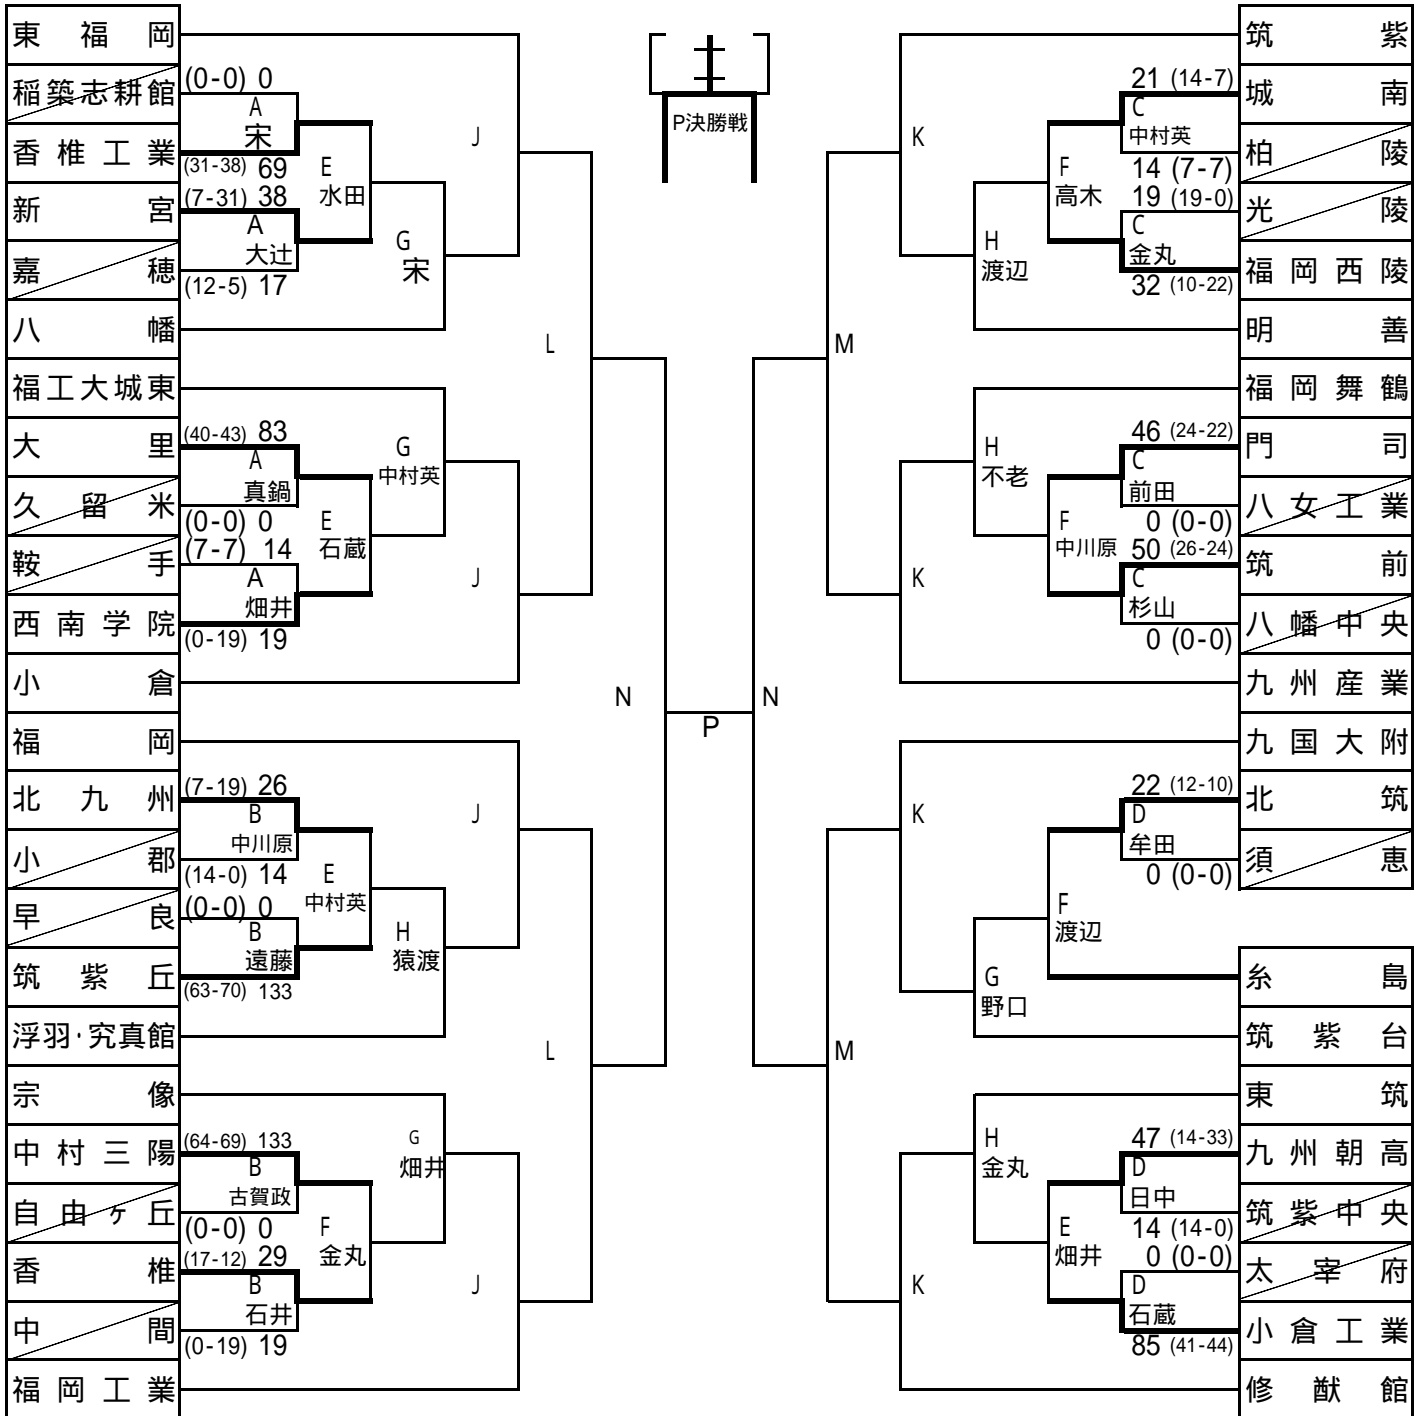 東福岡
稲築志耕館
香椎工業
新宮
嘉穂
八幡
福工大城東
大里
久留米
鞍手
西南学院
小倉
福岡
北九州
小郡
早良
筑紫丘
浮羽·究真館
宗像
中村三陽
自由ヶ丘
香椎
中間
福岡工業
(0-0) 0
A
宋
(31-38) 69
(7-31) 38
A
大辻
(12-5) 17
(40-43) 83
A
真鍋
(0-0) 0
(7-7) 14
A
畑井
(0-19) 19
(7-19) 26
B
中川原
(14-0) 14
(0-0) 0
B
遠藤
(63-70) 133
(64-69) 133
B
古賀政
(0-0) 0
(17-12) 29
B
石井
(0-19) 19
E
水田
E
石蔵
E
中村英
F
金丸
G
宋
G
中村英
H
猿渡
G
畑井
J
J
J
J
L
L
N
P決勝戦
P
N
M
M
K
K
K
K
H
渡辺
H
不老
G
野口
H
金丸
F
高木
F
中川原
F
渡辺
E
畑井
21 (14-7)
C
中村英
14 (7-7)
19 (19-0)
C
金丸
32 (10-22)
46 (24-22)
C
前田
0 (0-0)
50 (26-24)
C
杉山
0 (0-0)
22 (12-10)
D
牟田
0 (0-0)
47 (14-33)
D
日中
14 (14-0)
0 (0-0)
D
石蔵
85 (41-44)
筑紫
城南
柏陵
光陵
福岡西陵
明善
福岡舞鶴
門司
八女工業
筑前
八幡中央
九州産業
九国大附
北筑
須恵
糸島
筑紫台
東筑
九州朝高
筑紫中央
太宰府
小倉工業
修猷館